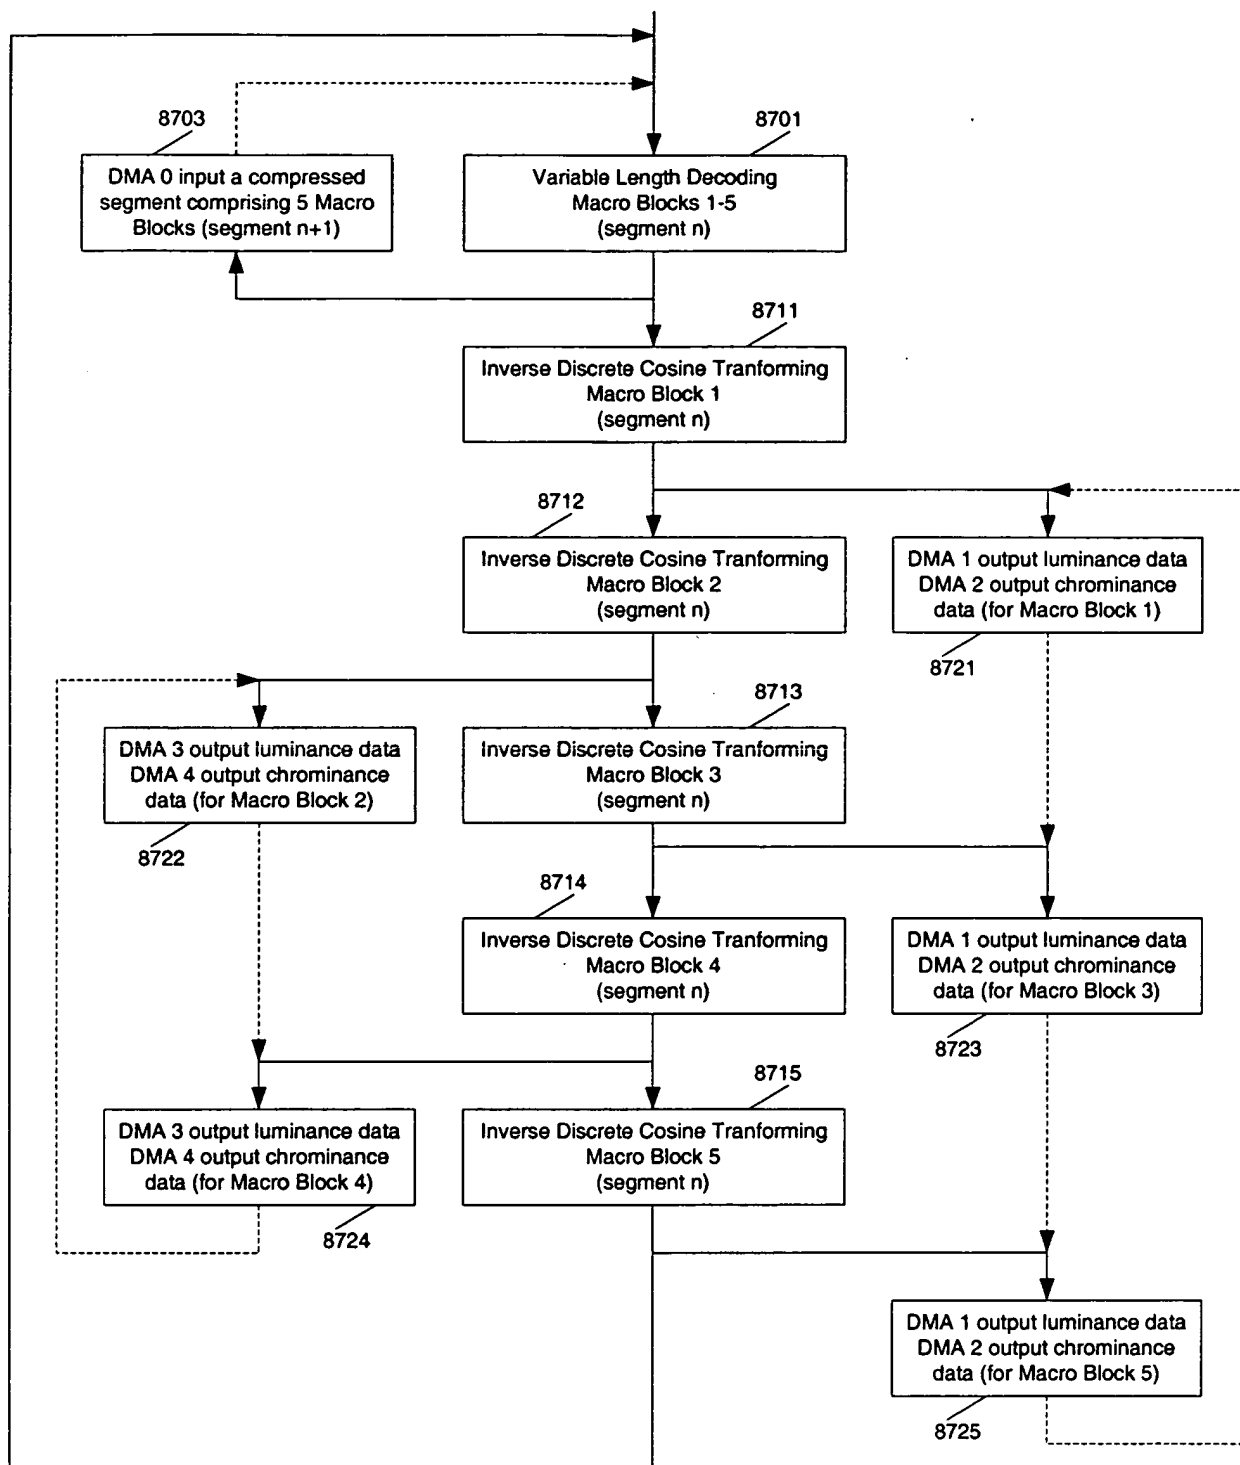 8703
8701
DMA 0 input a compressed
segment comprising 5 Macro
Blocks (segment n+1)
Variable Length Decoding
Macro Blocks 1-5
(segment n)
8711
Inverse Discrete Cosine Tranforming
Macro Block 1
(segment n)
8712
Inverse Discrete Cosine Tranforming
Macro Block 2
(segment n)
DMA 1 output luminance data
DMA 2 output chrominance
data (for Macro Block 1)
8721
8713
DMA 3 output luminance data
DMA 4 output chrominance
data (for Macro Block 2)
8722
Inverse Discrete Cosine Tranforming
Macro Block 3
(segment n)
8714
Inverse Discrete Cosine Tranforming
Macro Block 4
(segment n)
DMA 1 output luminance data
DMA 2 output chrominance
data (for Macro Block 3)
8723
8715
DMA 3 output luminance data
DMA 4 output chrominance
data (for Macro Block 4)
8724
Inverse Discrete Cosine Tranforming
Macro Block 5
(segment n)
DMA 1 output luminance data
DMA 2 output chrominance
data (for Macro Block 5)
8725